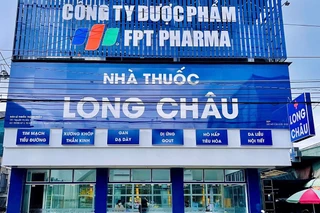 CÔNG TY DƯỢC PHẨM
FPT PHARMA
NHÀ THUỐC
LONG CHÂU
TIM MẠCH
TIỂU ĐƯỜNG
XƯƠNG KHỚP
THẦN KINH
GAN
DẠ DÀY
DỊ ỨNG
GOUT
HÔ HẤP
TIÊU HÓA
DA LIỄU
NỘI TIẾT
LONG
CHÂU